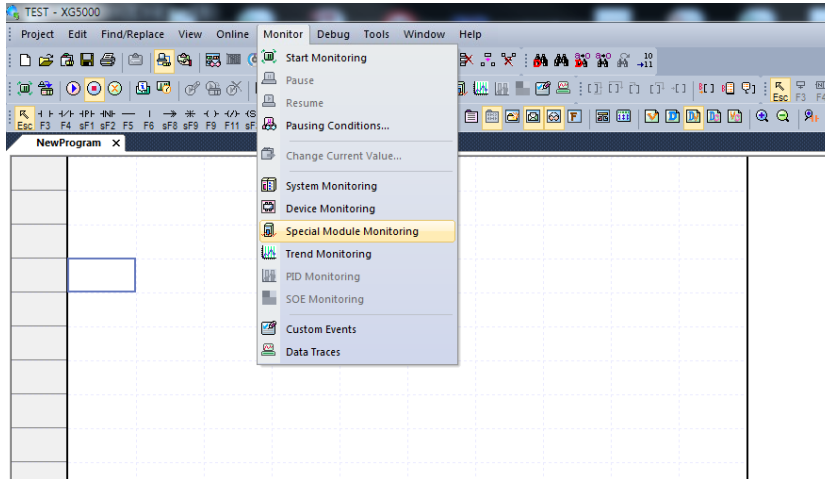 TEST - XG5000
Project Edit Find/Replace View Online Monitor Debug Tools Window Help
Start Monitoring
Pause
Resume
Pausing Conditions...
Change Current Value...
System Monitoring
Device Monitoring
Special Module Monitoring
Trend Monitoring
PID Monitoring
SOE Monitoring
Custom Events
Data Traces
Esc F3 F4 sF1 sF2 F5 F6 sF8 sF9 F9 F11
Esc F3 F4
NewProgram X